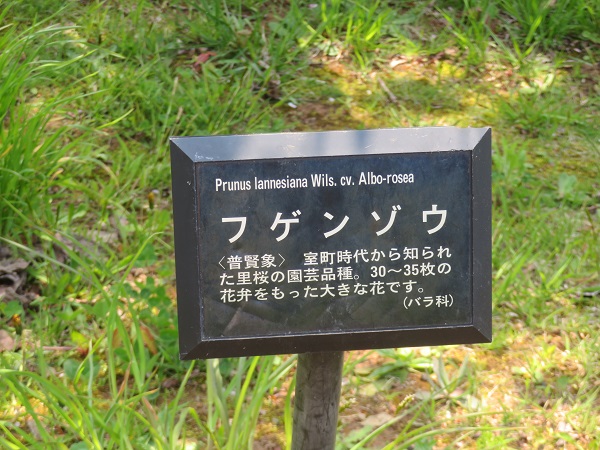 Prunus lannesiana Wils. cv. Albo-rosea
フゲンゾウ
〈普賢象〉 室町時代から知られ
た里桜の園芸品種。30〜35枚の
花弁をもった大きな花です。
(バラ科)